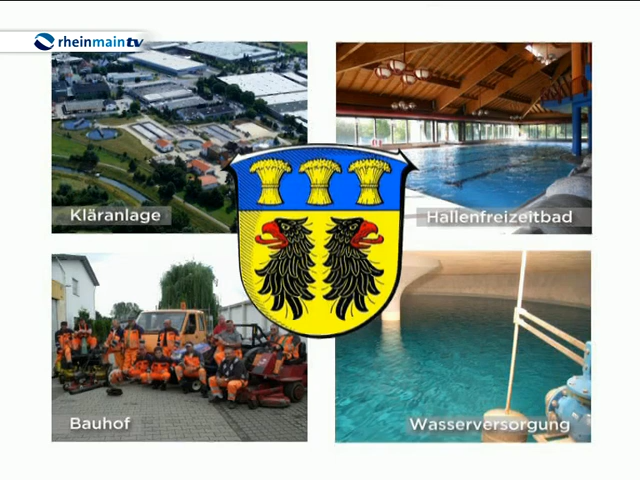 rheinmaintv
Kläranlage
Hallenfreizeitbad
Bauhof
Wasserversorgung